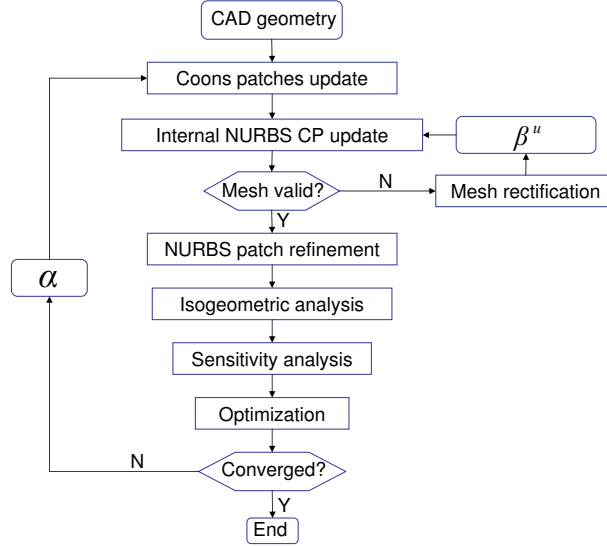 CAD geometry
Coons patches update
Internal NURBS CP update
β u
Mesh valid?
N
Mesh rectification
Y
NURBS patch refinement
α
Isogeometric analysis
Sensitivity analysis
Optimization
N
Converged?
Y
End